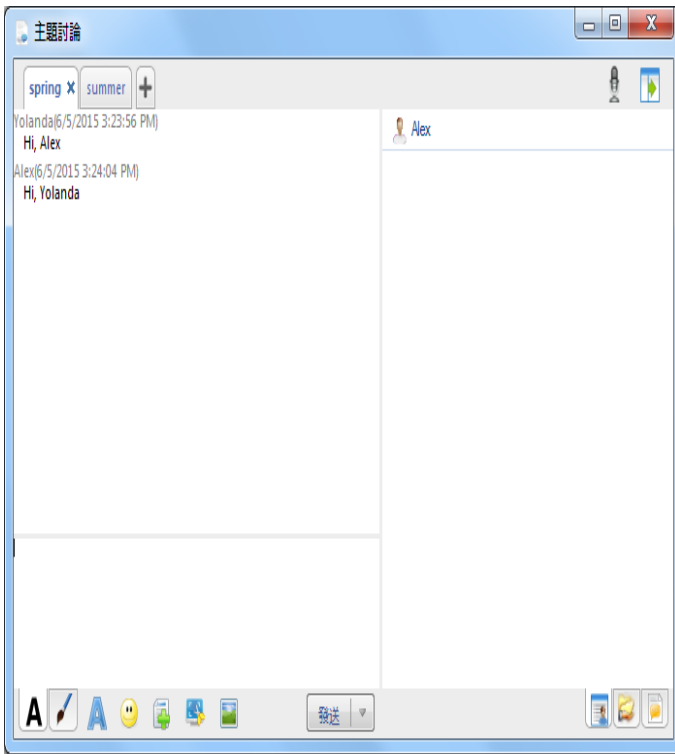 主題討論
spring
summer
Yolanda(6/5/2015 3:23:56 PM)
Hi, Alex
Alex(6/5/2015 3:24:04 PM)
Hi, Yolanda
Alex
A
A
發送